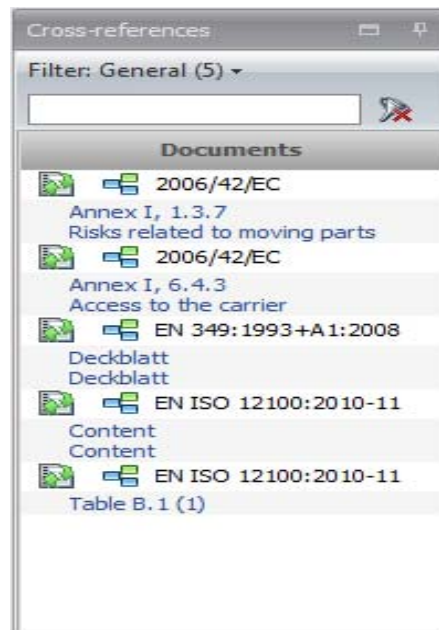 Cross-references
Filter: General (5)
Documents
2006/42/EC
Annex I, 1.3.7
Risks related to moving parts
2006/42/EC
Annex I, 6.4.3
Access to the carrier
EN 349:1993+A1:2008
Deckblatt
Deckblatt
EN ISO 12100:2010-11
Content
Content
EN ISO 12100:2010-11
Table B.1 (1)